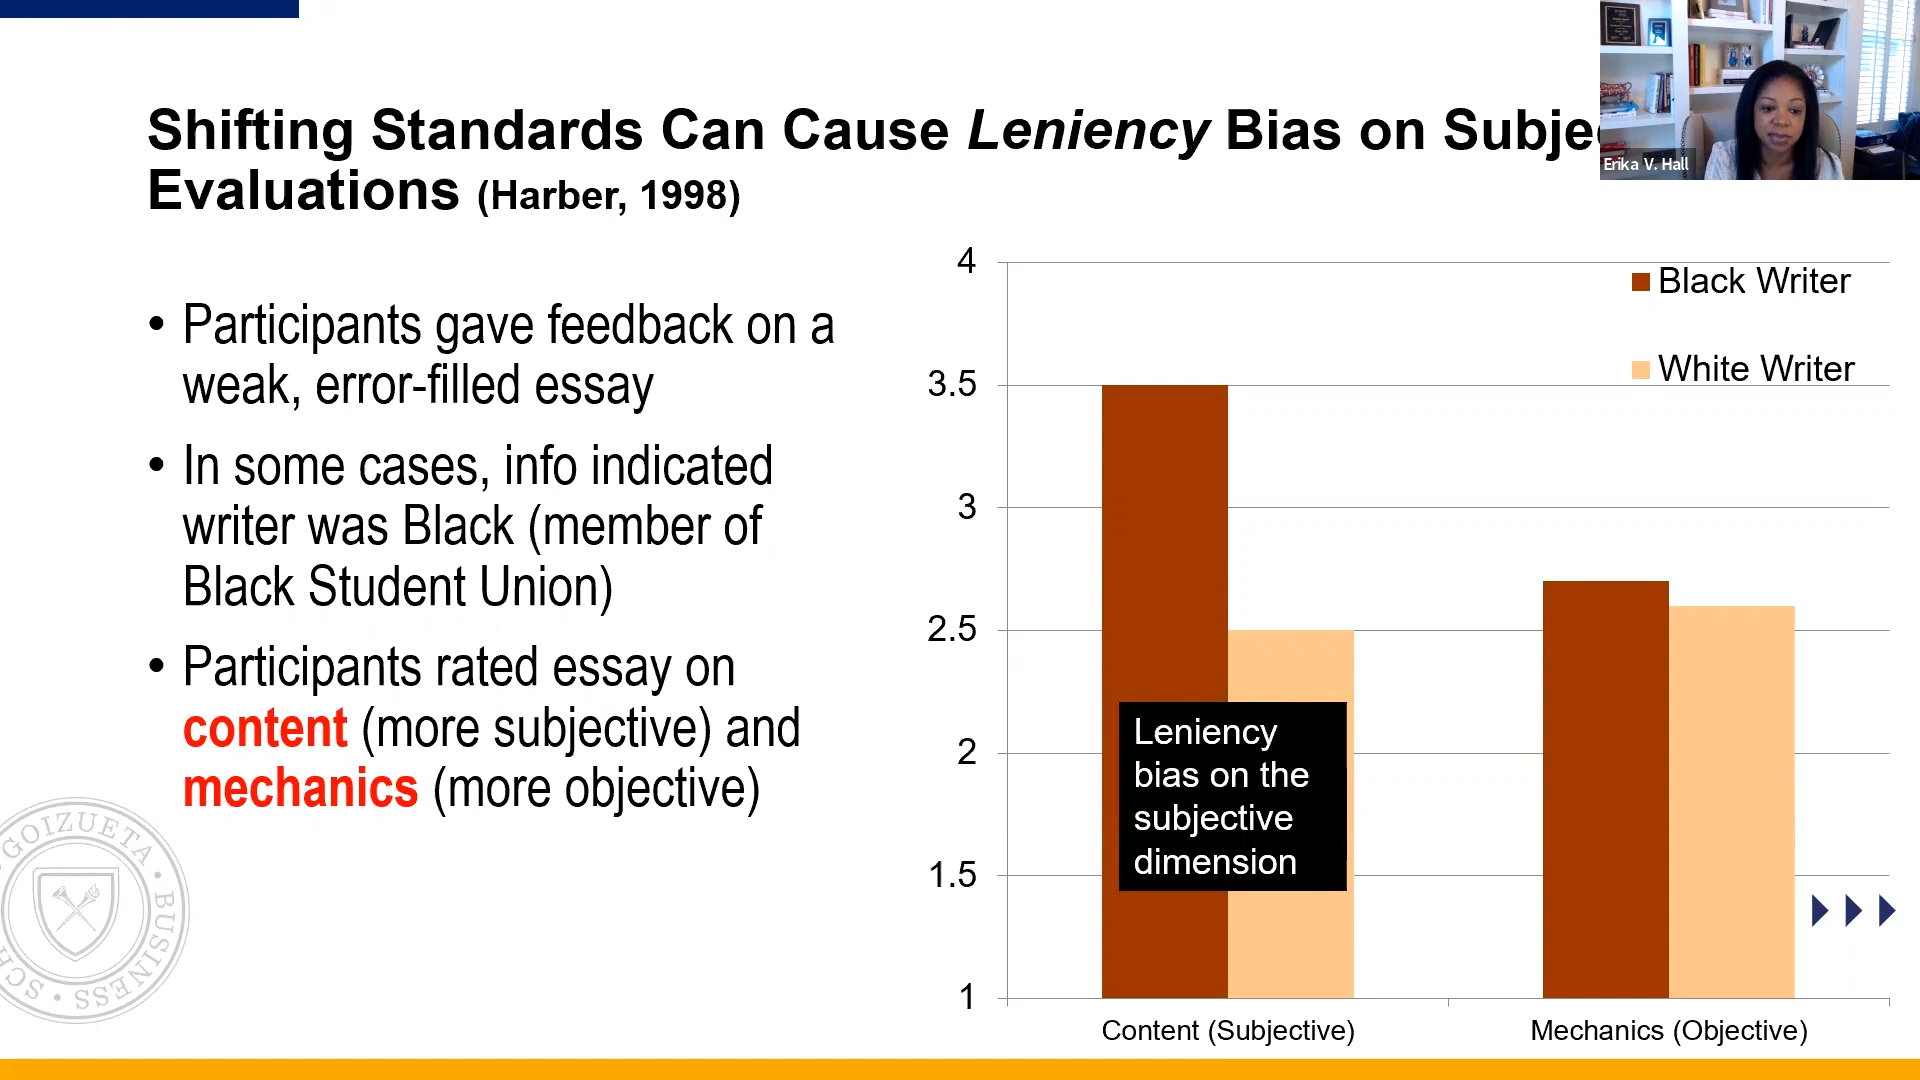 Shifting Standards Can Cause Leniency Bias on Subje
Evaluations (Harber, 1998)
Erika V. Hall
• Participants gave feedback on a
weak, error-filled essay
• In some cases, info indicated
writer was Black (member of
Black Student Union)
• Participants rated essay on
content (more subjective) and
mechanics (more objective)
GOIZUETA BUSINESS SCH
4
3.5
3
2.5
2
1.5
1
Black Writer
White Writer
Leniency
bias on the
subjective
dimension
Content (Subjective)
Mechanics (Objective)